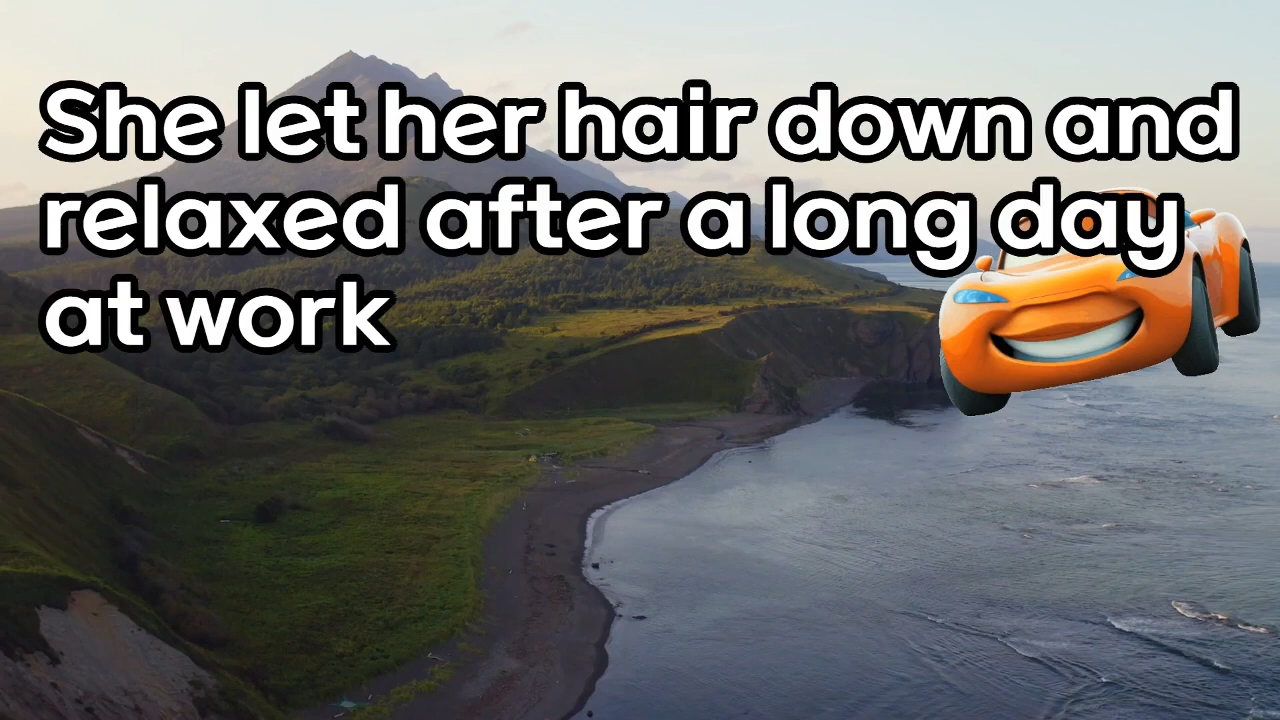 She let her hair down and
relaxed after a long day
at work